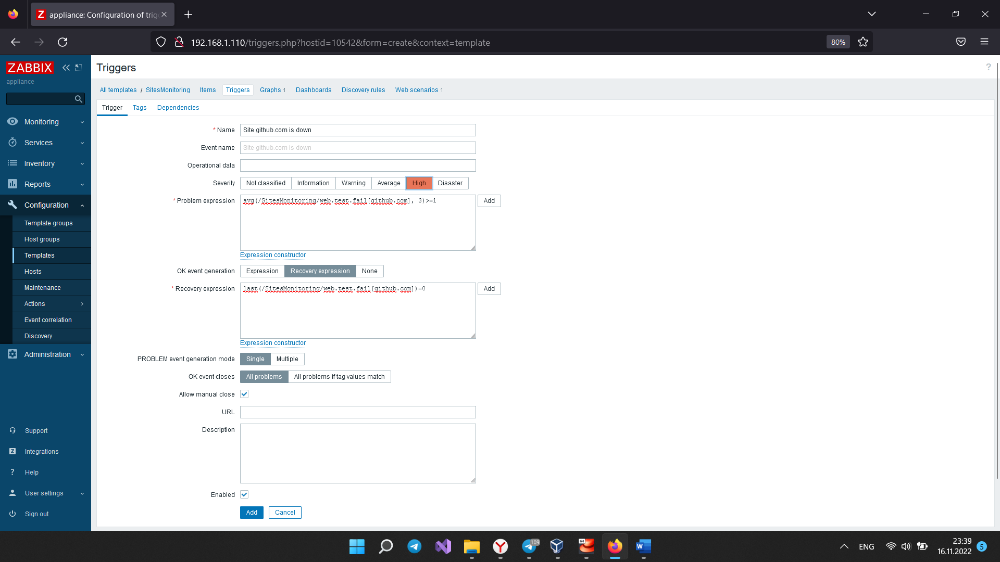 appliance: Configuration of trig
192.168.1.110/triggers.php?hostid=10542&form=create&context=template
80%
ZABBIX
appliance
Monitoring
Services
Inventory
Reports
Configuration
Template groups
Host groups
Templates
Hosts
Maintenance
Actions
Event correlation
Discovery
Administration
Support
Integrations
Help
User settings
Sign out
Triggers
?
All templates / SitesMonitoring Items Triggers Graphs 1 Dashboards Discovery rules Web scenarios 1
Trigger Tags Dependencies
* Name Site github.com is down
Event name Site github.com is down
Operational data
Severity Not classified Information Warning Average High Disaster
* Problem expression avg(/SitesMonitoring/web.test.fail[github.com], 3)>=1 Add
Expression constructor
OK event generation Expression Recovery expression None
* Recovery expression last(/SitesMonitoring/web.test.fail[github.com])=0 Add
Expression constructor
PROBLEM event generation mode Single Multiple
OK event closes All problems All problems if tag values match
Allow manual close
URL
Description
Enabled
Add Cancel
109
64
ENG
23:39
16.11.2022
5